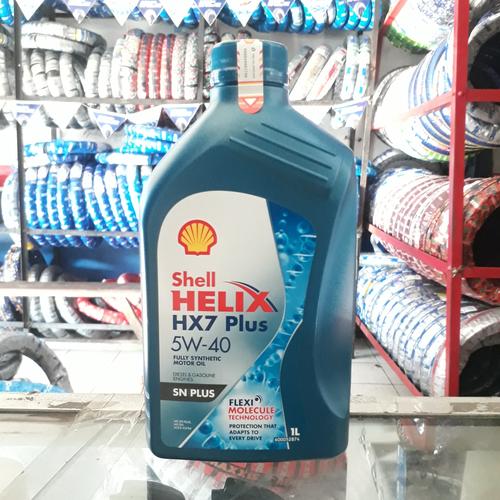 Shell
HELIX
HX7 Plus
5W-40
FULLY SYNTHETIC
MOTOR OIL
DIESEL & GASOLINE
ENGINES
SN PLUS
FLEXI
MOLECULE
TECHNOLOGY
PROTECTION THAT
ADAPTS TO
EVERY DRIVE
1L